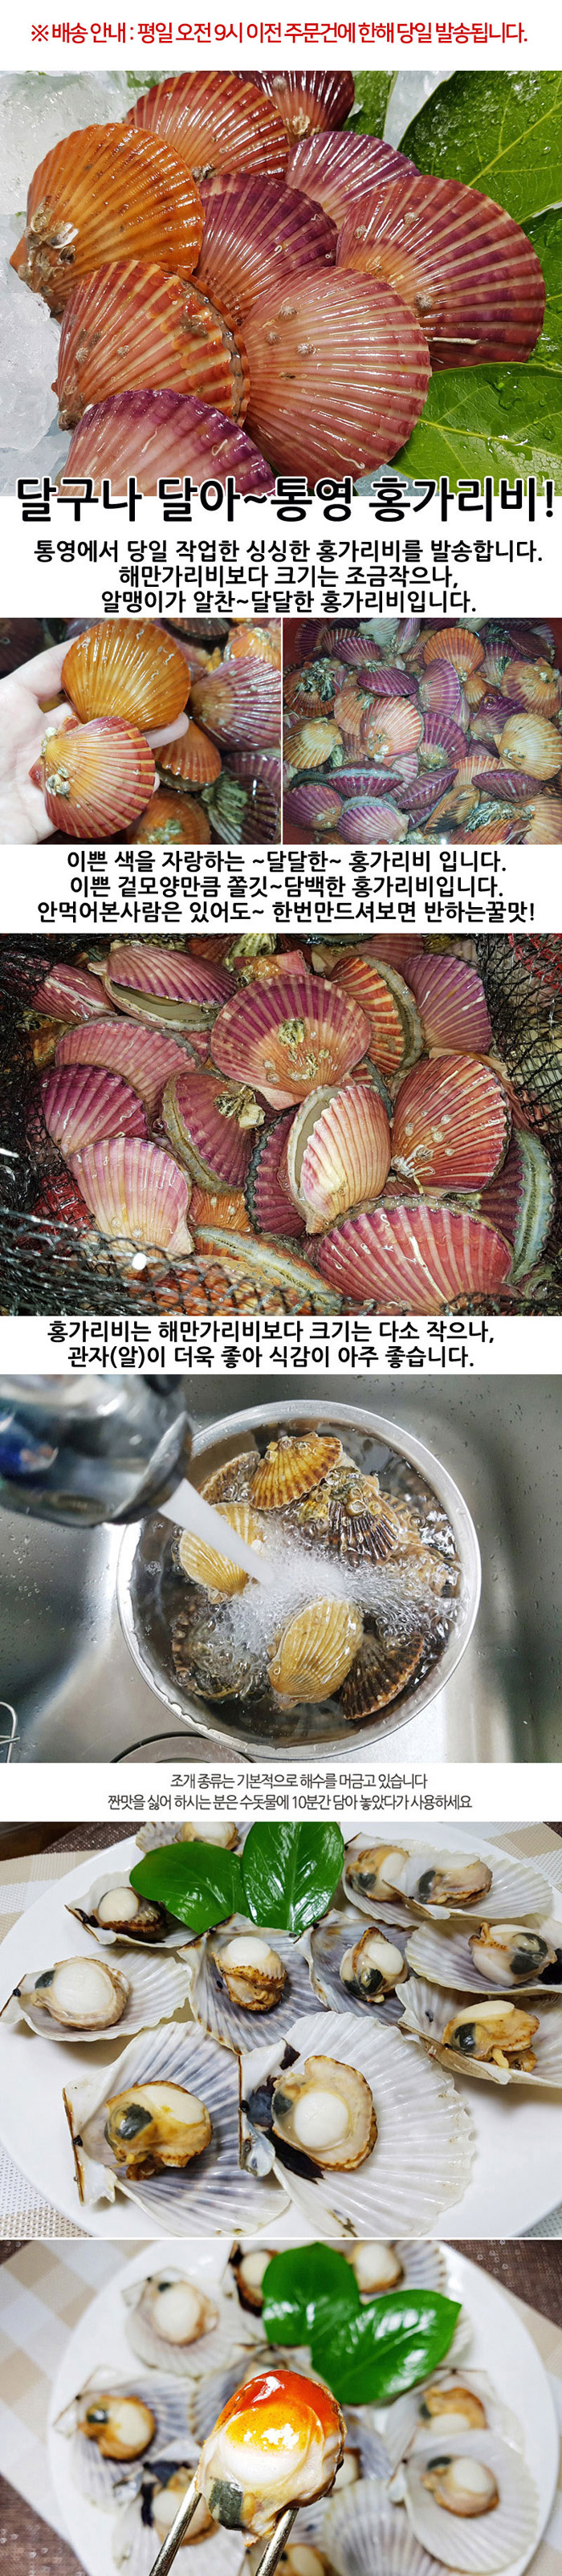 ※ 배송 안내 : 평일 오전 9시 이전 주문건에 한해 당일 발송됩니다.
달구나 달아~통영 홍가리비!
통영에서 당일 작업한 싱싱한 홍가리비를 발송합니다.
해만가리비보다 크기는 조금작으나,
알맹이가 알찬~달달한 홍가리비입니다.
이쁜 색을 자랑하는 ~달달한~ 홍가리비 입니다.
이쁜 겉모양만큼 쫄깃~담백한 홍가리비입니다.
안먹어본사람은 있어도~ 한번만드셔보면 반하는꿀맛!
홍가리비는 해만가리비보다 크기는 다소 작으나,
관자(알)이 더욱 좋아 식감이 아주 좋습니다.
조개 종류는 기본적으로 해수를 머금고 있습니다
짠맛을 싫어 하시는 분은 수돗물에 10분간 담아 놓았다가 사용하세요